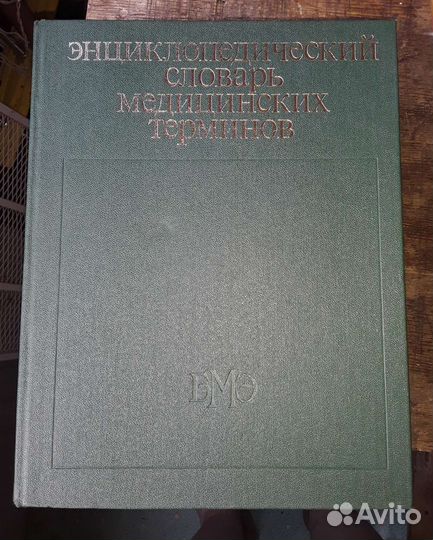 энциклопедический
словарь
медицинских
терминов
БМЭ
Avito